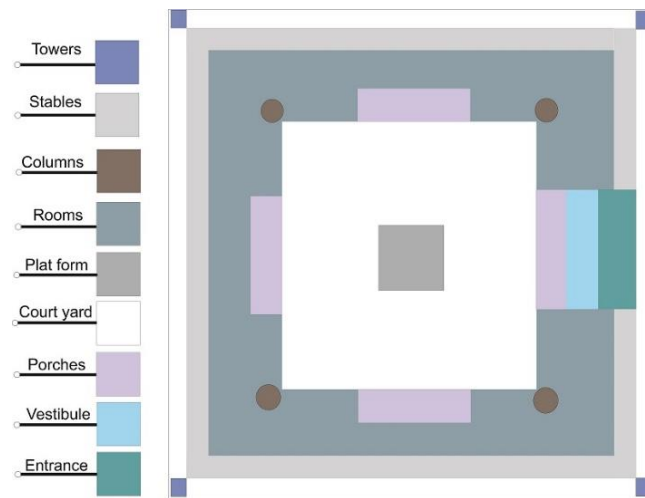 Towers
Stables
Columns
Rooms
Plat form
Court yard
Porches
Vestibule
Entrance